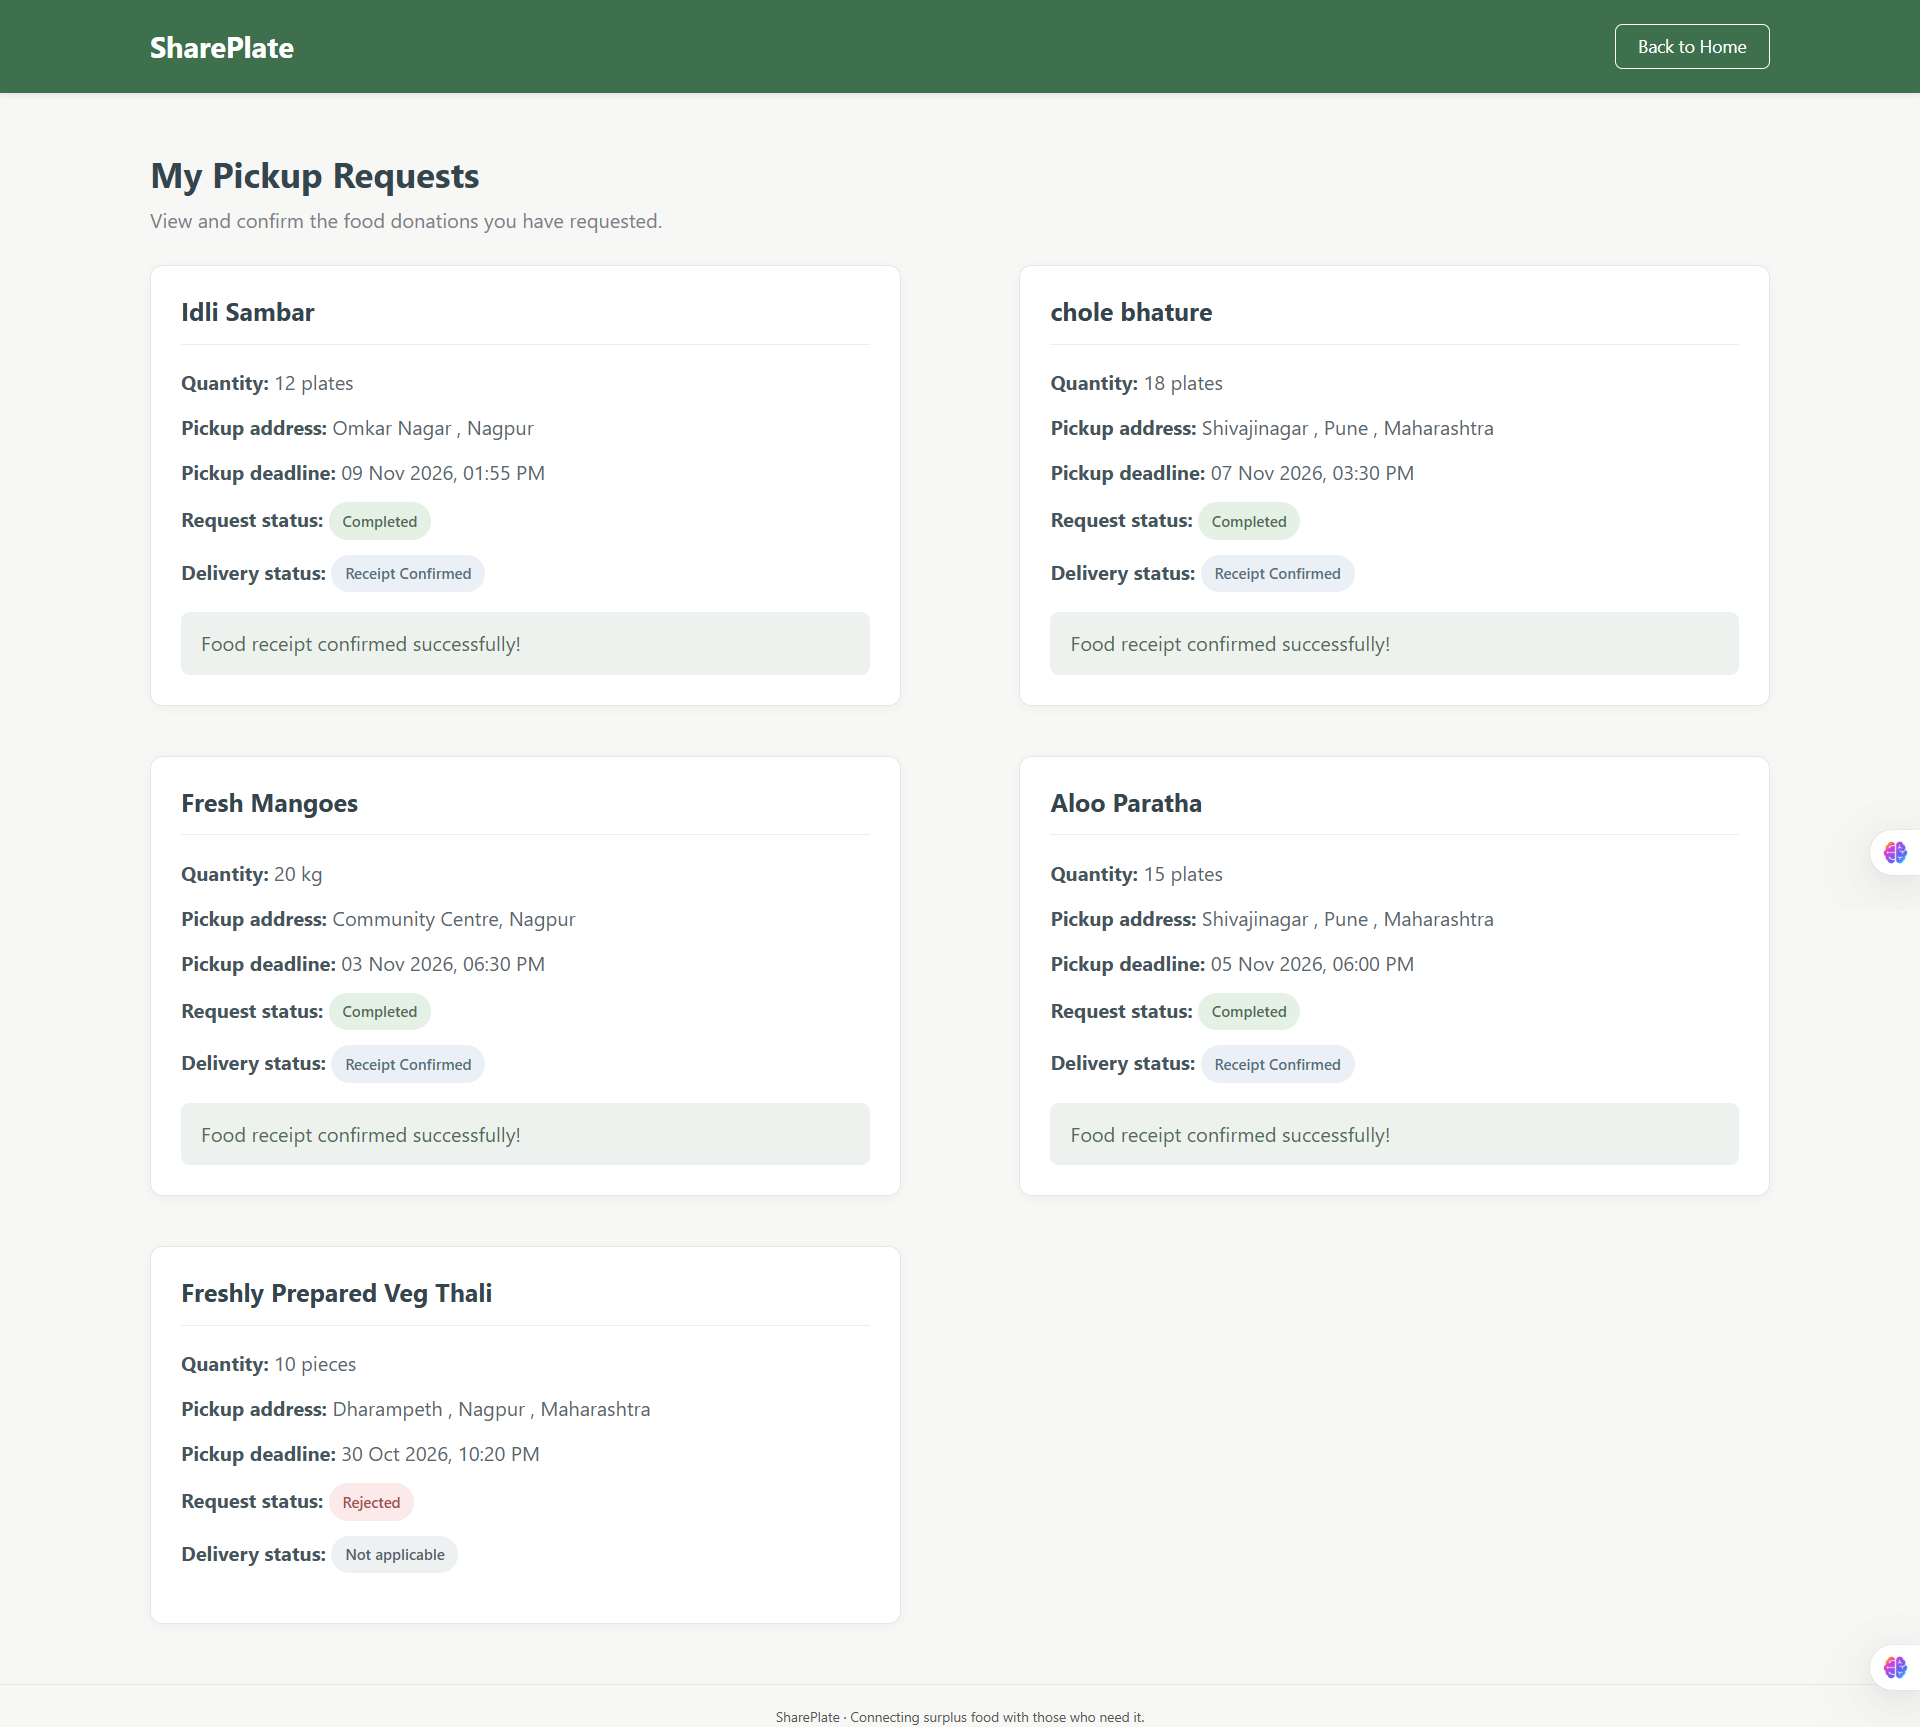 SharePlate
Back to Home
My Pickup Requests
View and confirm the food donations you have requested.
Idli Sambar
Quantity: 12 plates
Pickup address: Omkar Nagar , Nagpur
Pickup deadline: 09 Nov 2026, 01:55 PM
Request status: Completed
Delivery status: Receipt Confirmed
Food receipt confirmed successfully!
chole bhature
Quantity: 18 plates
Pickup address: Shivajinagar , Pune , Maharashtra
Pickup deadline: 07 Nov 2026, 03:30 PM
Request status: Completed
Delivery status: Receipt Confirmed
Food receipt confirmed successfully!
Fresh Mangoes
Quantity: 20 kg
Pickup address: Community Centre, Nagpur
Pickup deadline: 03 Nov 2026, 06:30 PM
Request status: Completed
Delivery status: Receipt Confirmed
Food receipt confirmed successfully!
Aloo Paratha
Quantity: 15 plates
Pickup address: Shivajinagar , Pune , Maharashtra
Pickup deadline: 05 Nov 2026, 06:00 PM
Request status: Completed
Delivery status: Receipt Confirmed
Food receipt confirmed successfully!
Freshly Prepared Veg Thali
Quantity: 10 pieces
Pickup address: Dharampeth , Nagpur , Maharashtra
Pickup deadline: 30 Oct 2026, 10:20 PM
Request status: Rejected
Delivery status: Not applicable
SharePlate · Connecting surplus food with those who need it.